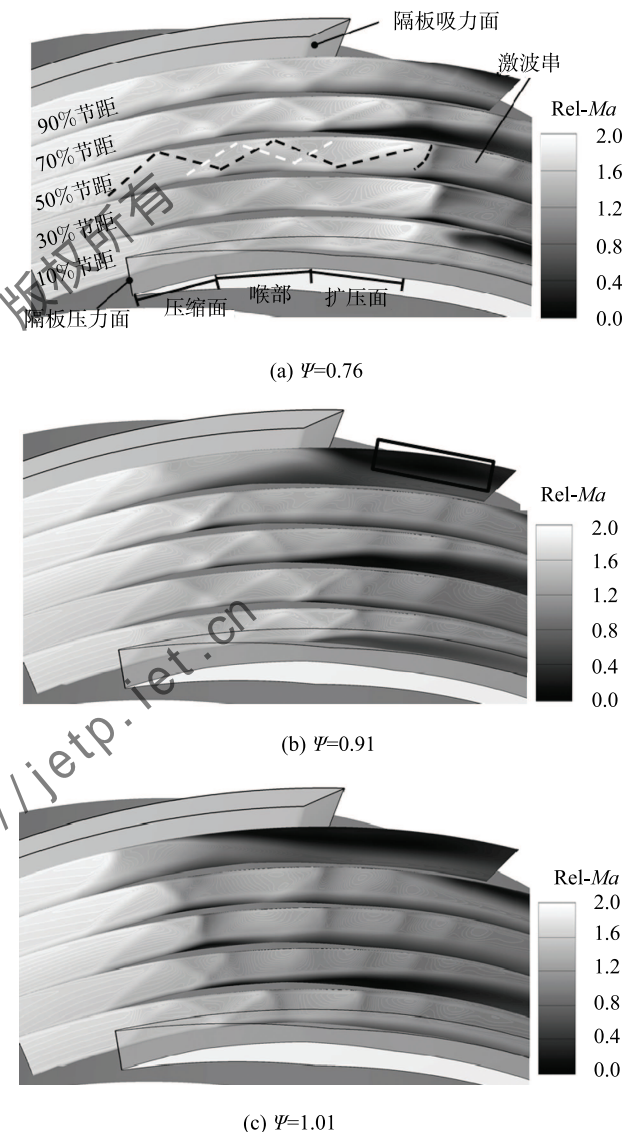 隔板吸力面
激波串
90%节距
70%节距
50%节距
30%节距
10%节距
隔板压力面
压缩面
喉部
扩压面
Rel-Ma
2.0
1.6
1.2
0.8
0.4
0.0
(a) Ψ=0.76
版权所有
Rel-Ma
2.0
1.6
1.2
0.8
0.4
0.0
(b) Ψ=0.91
//jetp.iet.cn
Rel-Ma
2.0
1.6
1.2
0.8
0.4
0.0
(c) Ψ=1.01